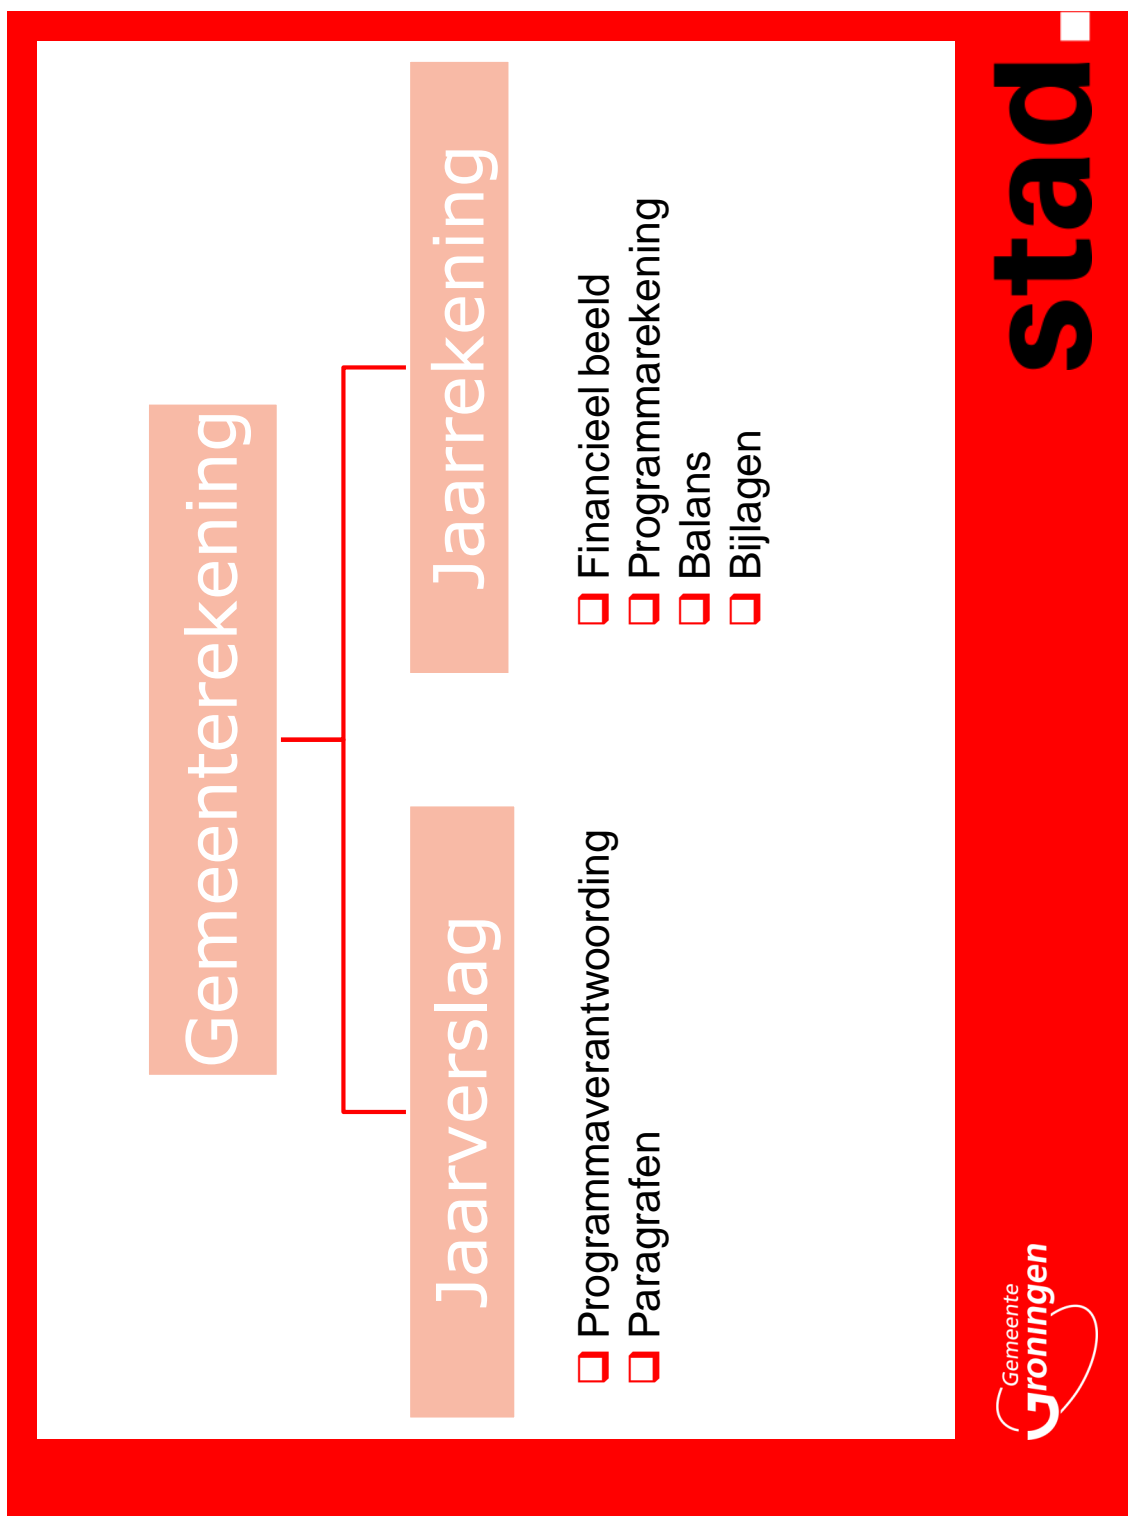 Gemeenterekening
Jaarverslag
Programmaverantwoording
Paragrafen
Jaarrekening
Financieel beeld
Programmarekening
Balans
Bijlagen
Gemeente
Groningen
stad